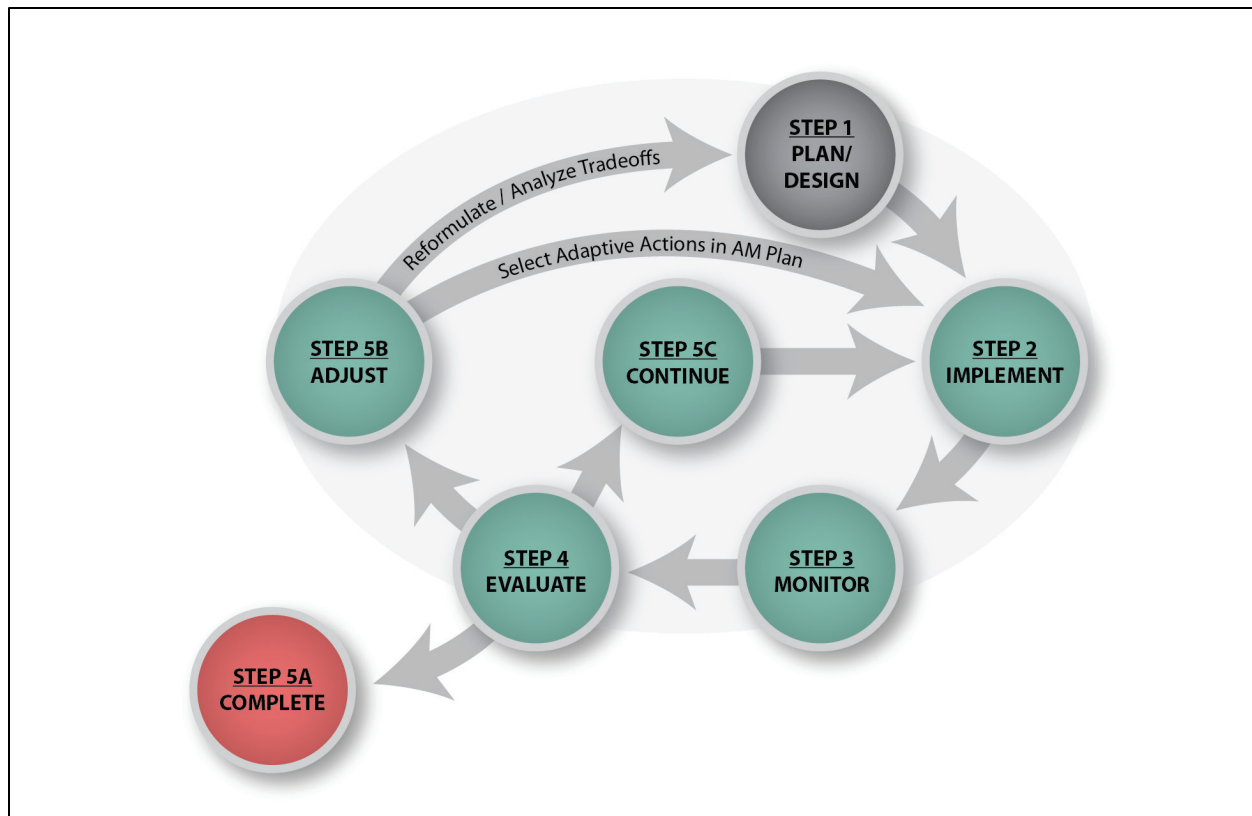 STEP 1
PLAN/
DESIGN
Reformulate / Analyze Tradeoffs
Select Adaptive Actions in AM Plan
STEP 5B
ADJUST
STEP 5C
CONTINUE
STEP 2
IMPLEMENT
STEP 4
EVALUATE
STEP 3
MONITOR
STEP 5A
COMPLETE